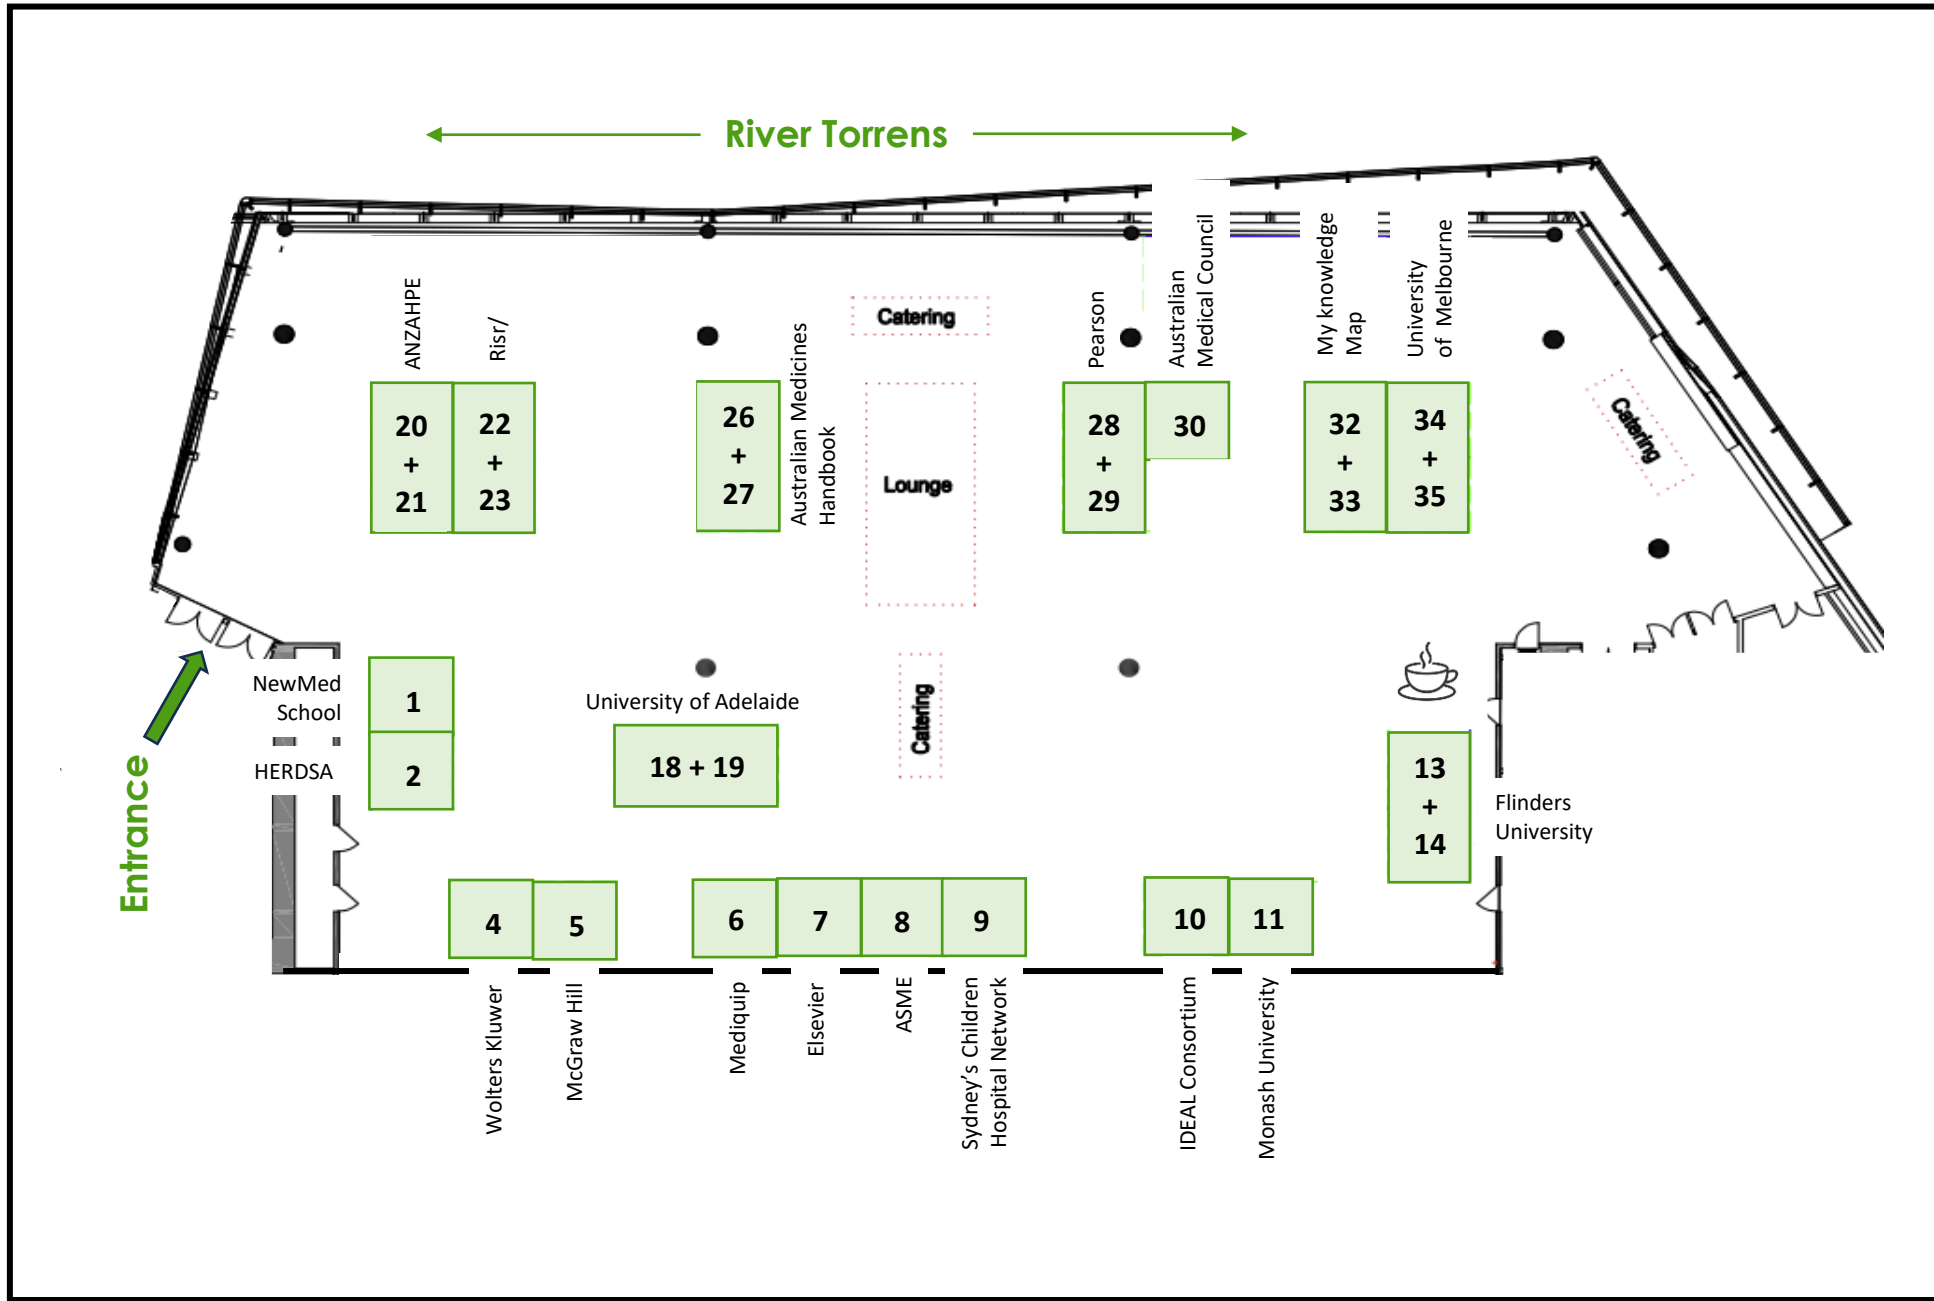 River Torrens
ANZAHPE
Risr/
Australian Medicines
Handbook
Catering
Pearson
Australian
Medical Council
My knowledge
Map
University
of Melbourne
20
+
21
22
+
23
26
+
27
Lounge
28
+
29
30
32
+
33
34
+
35
Catering
Entrance
NewMed
School
1
HERDSA
2
University of Adelaide
18 + 19
Catering
13
+
14
Flinders
University
4
5
6
7
8
9
10
11
Wolters Kluwer
McGraw Hill
Mediquip
Elsevier
ASME
Sydney's Children
Hospital Network
IDEAL Consortium
Monash University